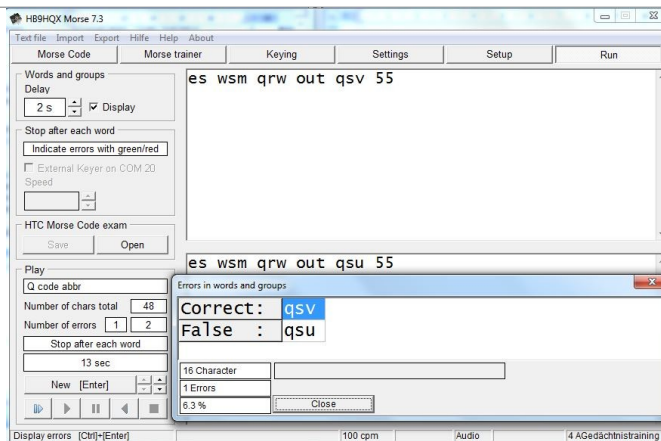 HB9HQX Morse 7.3
Text file Import Export Hilfe Help About
Morse Code Morse trainer Keying Settings Setup Run
Words and groups
Delay
2 s Display
Stop after each word
Indicate errors with green/red
External Keyer on COM 20
Speed
HTC Morse Code exam
Save Open
Play
Q code abbr
Number of chars total 48
Number of errors 1 2
Stop after each word
13 sec
New [Enter]
es wsm qrw out qsv 55
es wsm qrw out qsu 55
Errors in words and groups
Correct: qsv
False : qsu
16 Character
1 Errors
6.3 % Close
Display errors [Ctrl]+[Enter] 100 cpm Audio 4 AGedächtnistraining